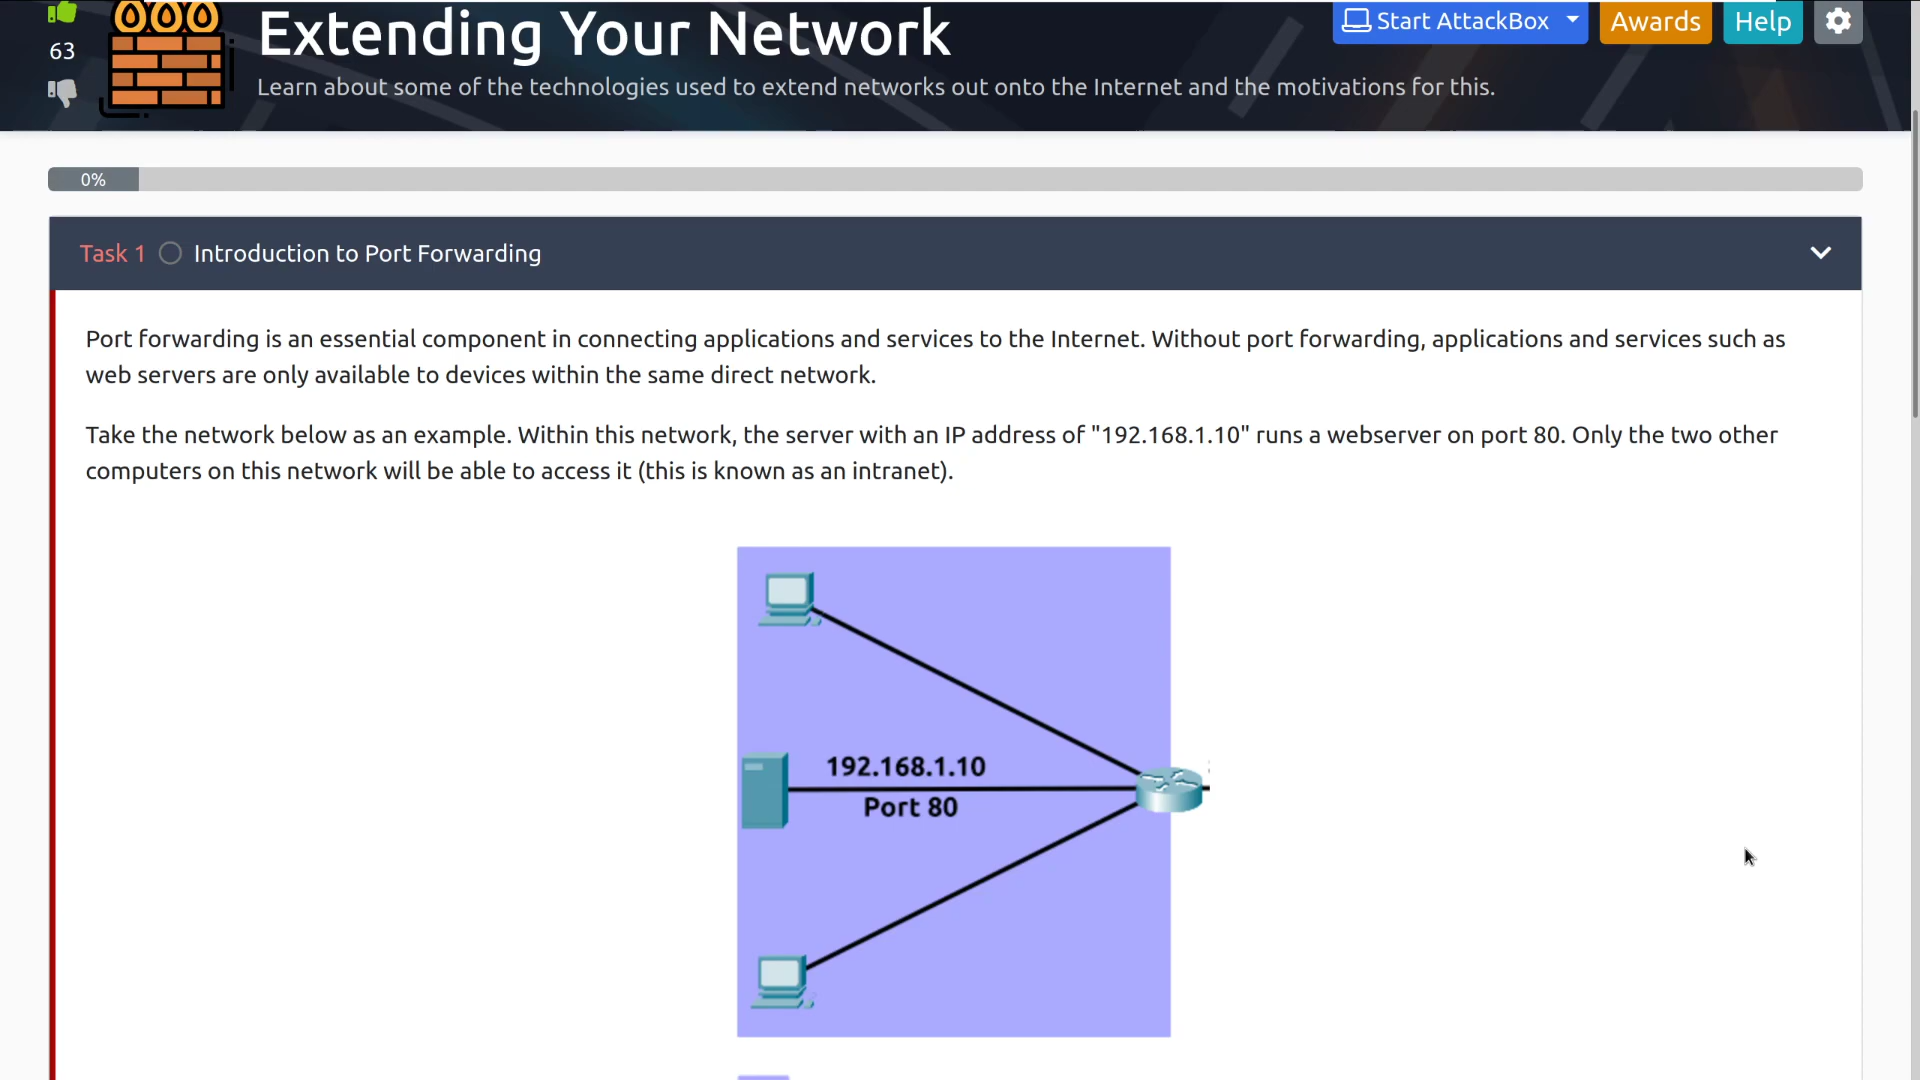 Extending Your Network
Start AttackBox
Awards
Help
63
Learn about some of the technologies used to extend networks out onto the Internet and the motivations for this.
0%
Task 1 Introduction to Port Forwarding
Port forwarding is an essential component in connecting applications and services to the Internet. Without port forwarding, applications and services such as
web servers are only available to devices within the same direct network.
Take the network below as an example. Within this network, the server with an IP address of "192.168.1.10" runs a webserver on port 80. Only the two other
computers on this network will be able to access it (this is known as an intranet).
192.168.1.10
Port 80